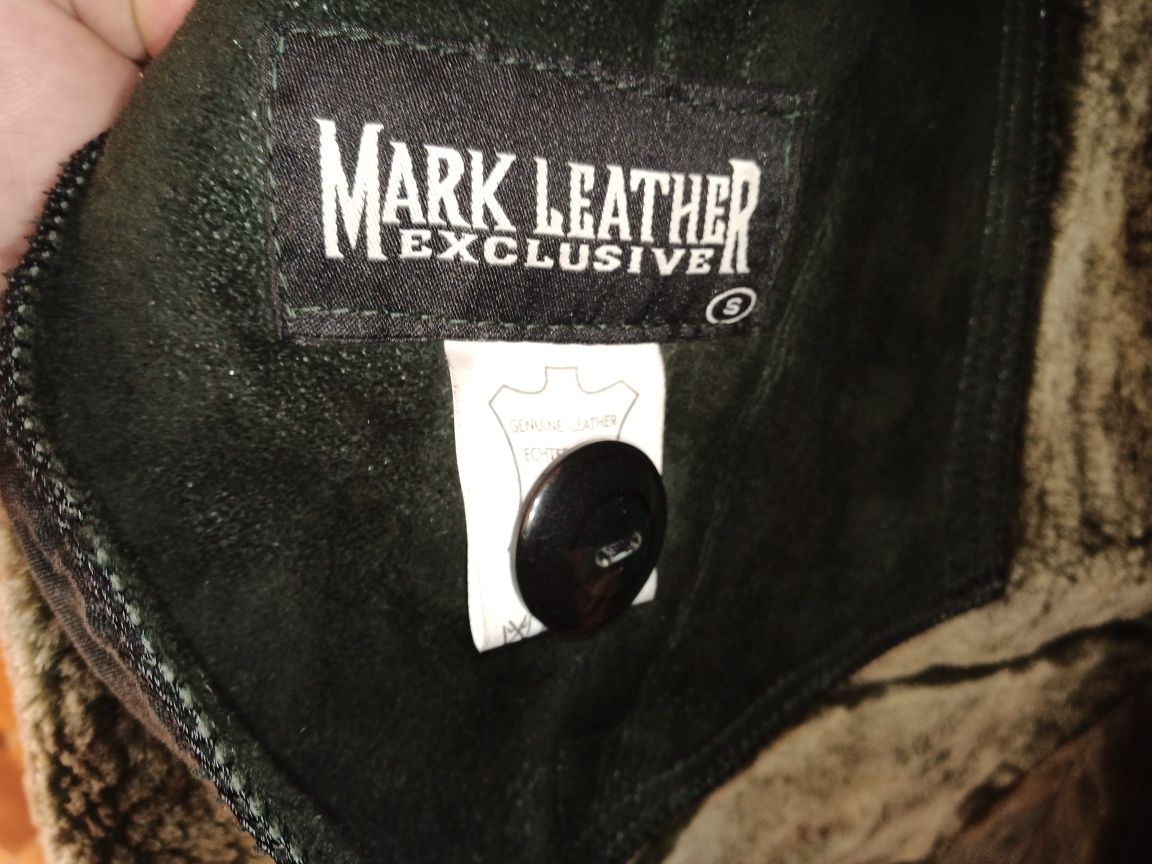 MARK LEATHER
EXCLUSIVE
S
GENUINE LEATHER